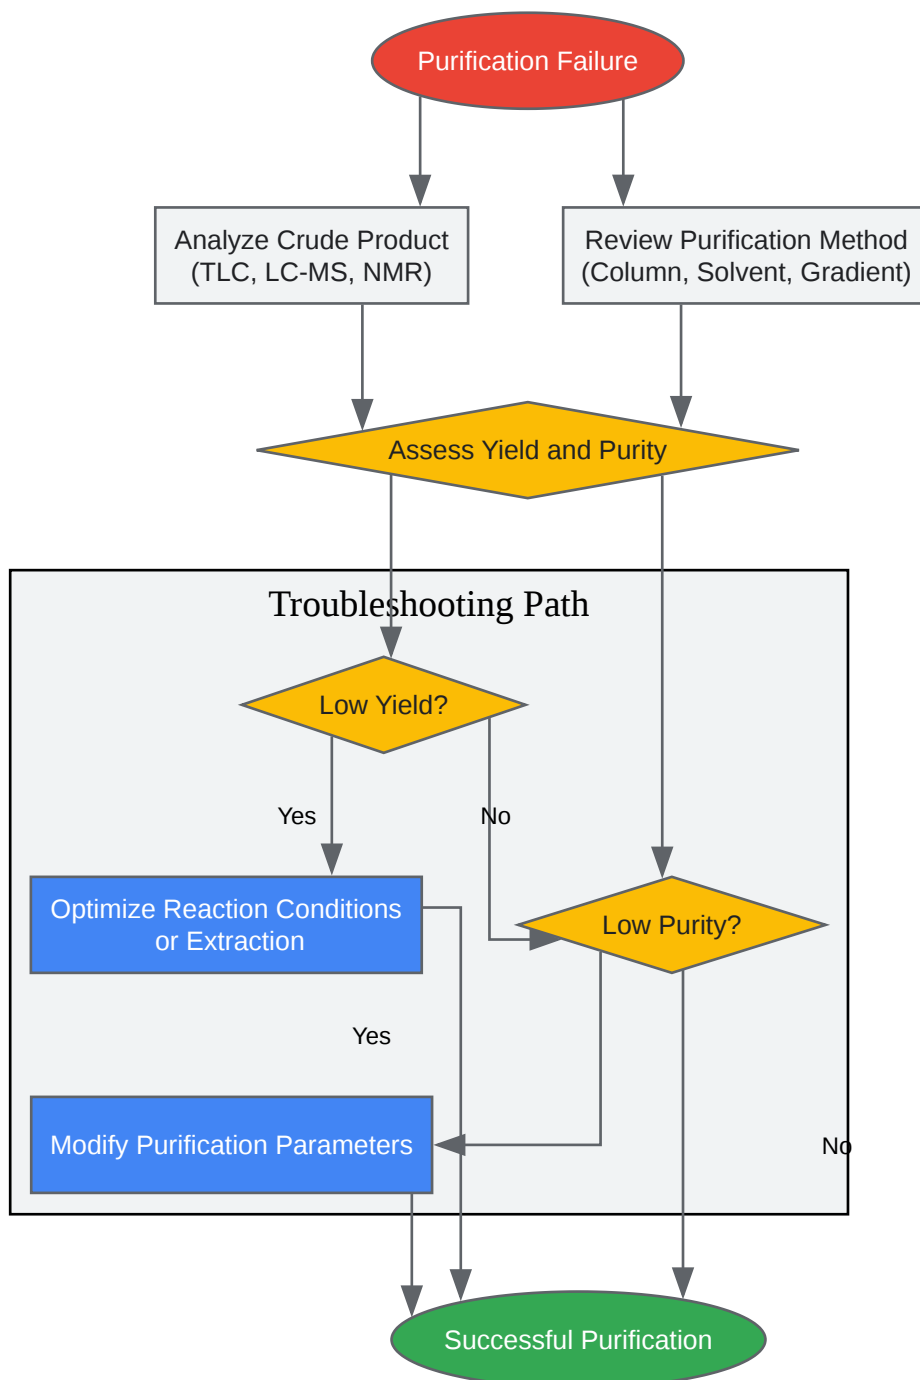 Purification Failure
Analyze Crude Product
(TLC, LC-MS, NMR)
Review Purification Method
(Column, Solvent, Gradient)
Assess Yield and Purity
Troubleshooting Path
Low Yield?
Yes
No
Optimize Reaction Conditions
or Extraction
Low Purity?
Yes
Modify Purification Parameters
No
Successful Purification